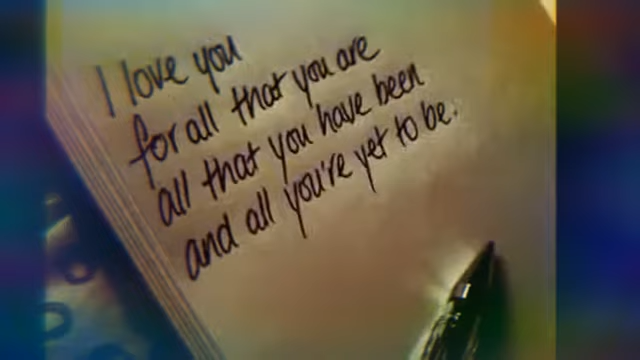 I love you
for all that you are
all that you have been
and all you're yet to be.